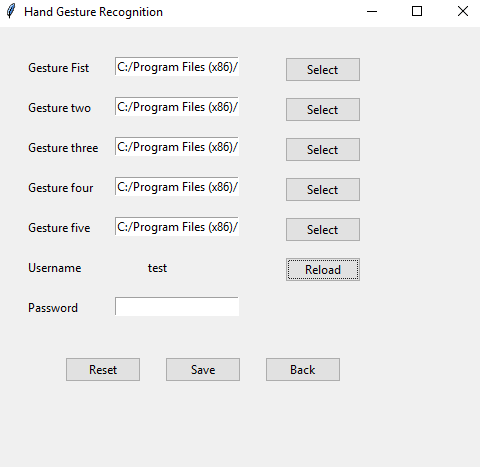 Hand Gesture Recognition
Gesture Fist C:/Program Files (x86)/ Select
Gesture two C:/Program Files (x86)/ Select
Gesture three C:/Program Files (x86)/ Select
Gesture four C:/Program Files (x86)/ Select
Gesture five C:/Program Files (x86)/ Select
Username test Reload
Password
Reset Save Back